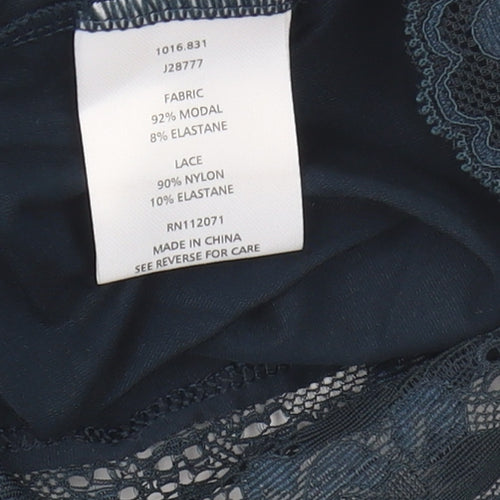 1016.831
J28777
FABRIC
92% MODAL
8% ELASTANE
LACE
90% NYLON
10% ELASTANE
RN112071
MADE IN CHINA
SEE REVERSE FOR CARE